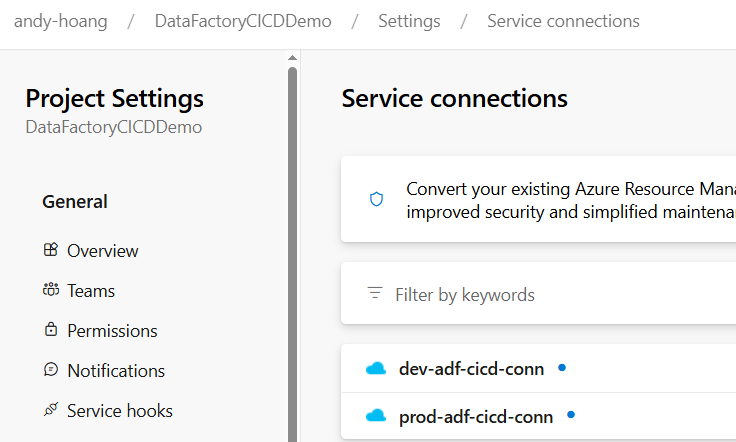 andy-hoang / DataFactoryCICDDemo / Settings / Service connections
Project Settings
DataFactoryCICDDemo
General
Overview
Teams
Permissions
Notifications
Service hooks
Service connections
Convert your existing Azure Resource Mana
improved security and simplified maintena
Filter by keywords
dev-adf-cicd-conn
prod-adf-cicd-conn